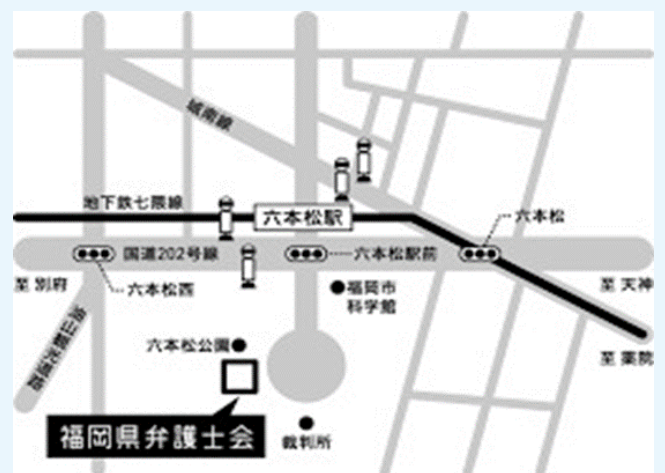 城南線
地下鉄七隈線
六本松駅
六本松
国道202号線
六本松駅前
至 別府
六本松西
至 天神
福岡市
科学館
六本松公園
至 薬院
福岡県弁護士会
裁判所